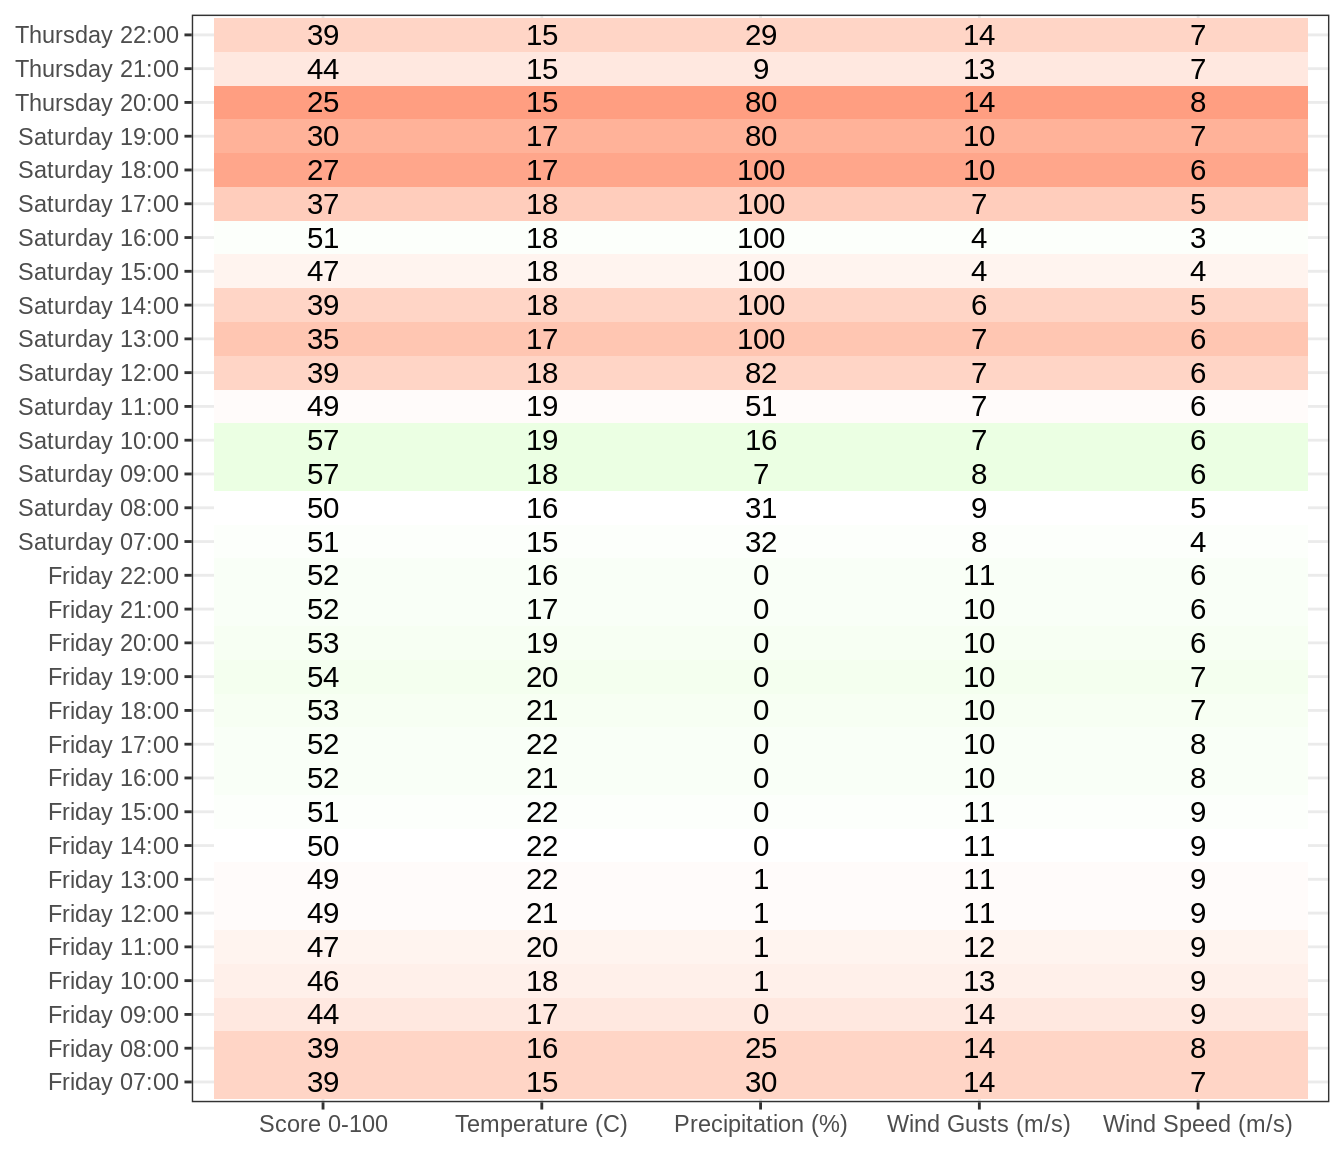 Thursday 22:00 39 15 29 14 7
Thursday 21:00 44 15 9 13 7
Thursday 20:00 25 15 80 14 8
Saturday 19:00 30 17 80 10 7
Saturday 18:00 27 17 100 10 6
Saturday 17:00 37 18 100 7 5
Saturday 16:00 51 18 100 4 3
Saturday 15:00 47 18 100 4 4
Saturday 14:00 39 18 100 6 5
Saturday 13:00 35 17 100 7 6
Saturday 12:00 39 18 82 7 6
Saturday 11:00 49 19 51 7 6
Saturday 10:00 57 19 16 7 6
Saturday 09:00 57 18 7 8 6
Saturday 08:00 50 16 31 9 5
Saturday 07:00 51 15 32 8 4
Friday 22:00 52 16 0 11 6
Friday 21:00 52 17 0 10 6
Friday 20:00 53 19 0 10 6
Friday 19:00 54 20 0 10 7
Friday 18:00 53 21 0 10 7
Friday 17:00 52 22 0 10 8
Friday 16:00 52 21 0 10 8
Friday 15:00 51 22 0 11 9
Friday 14:00 50 22 0 11 9
Friday 13:00 49 22 1 11 9
Friday 12:00 49 21 1 11 9
Friday 11:00 47 20 1 12 9
Friday 10:00 46 18 1 13 9
Friday 09:00 44 17 0 14 9
Friday 08:00 39 16 25 14 8
Friday 07:00 39 15 30 14 7
Score 0-100 Temperature (C) Precipitation (%) Wind Gusts (m/s) Wind Speed (m/s)